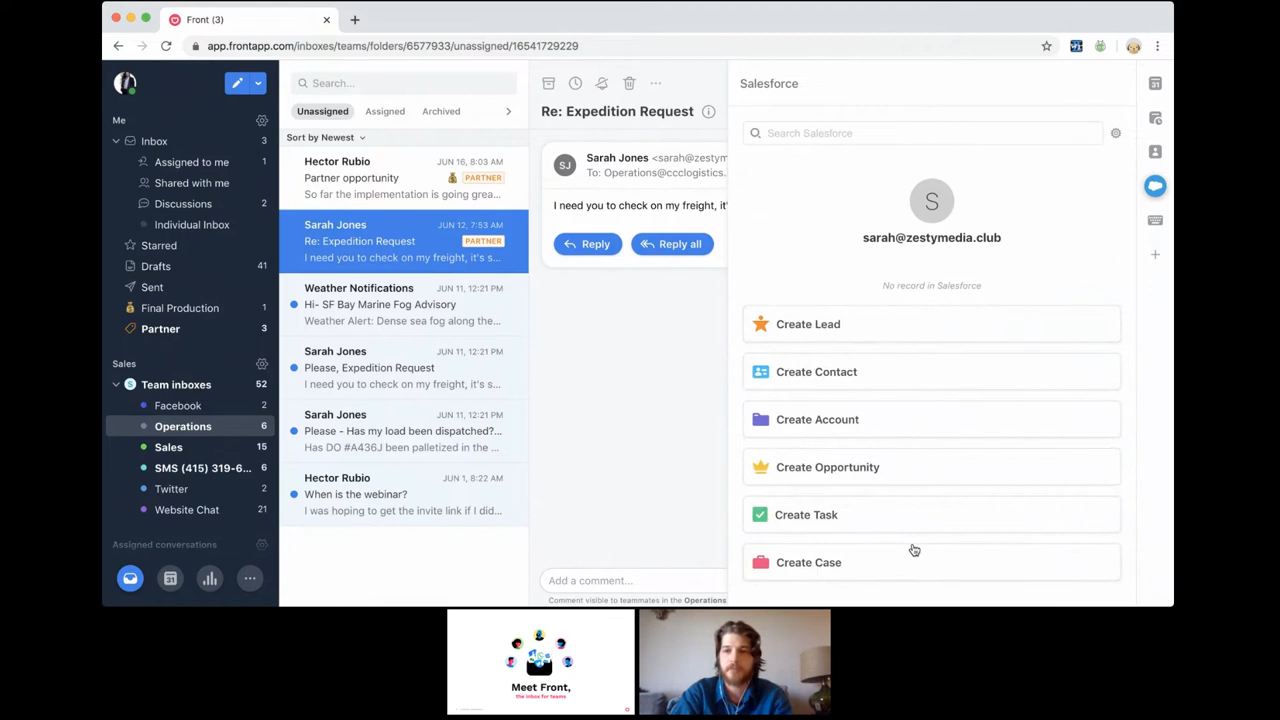 Front (3)
app.frontapp.com/inboxes/teams/folders/6577933/unassigned/16541729229
Me
Inbox 3
Assigned to me 1
Shared with me
Discussions 2
Individual Inbox
Starred
Drafts 41
Sent
Final Production 1
Partner 3
Sales
Team inboxes 52
Facebook 2
Operations 6
Sales 15
SMS (415) 319-6... 6
Twitter 2
Website Chat 21
Assigned conversations
31
Search...
Unassigned Assigned Archived
Sort by Newest
Hector Rubio JUN 16, 8:03 AM
Partner opportunity PARTNER
So far the implementation is going grea...
Sarah Jones JUN 12, 7:53 AM
Re: Expedition Request PARTNER
I need you to check on my freight, it's s...
Weather Notifications JUN 11, 12:21 PM
Hi- SF Bay Marine Fog Advisory
Weather Alert: Dense sea fog along the...
Sarah Jones JUN 11, 12:21 PM
Please, Expedition Request
I need you to check on my freight, it's s...
Sarah Jones JUN 11, 12:21 PM
Please - Has my load been dispatched?...
Has DO #A436J been palletized in the ...
Hector Rubio JUN 1, 8:22 AM
When is the webinar?
I was hoping to get the invite link if I did...
Re: Expedition Request
SJ
Sarah Jones <sarah@zestym
To: Operations@ccclogistics.
I need you to check on my freight, it'
Reply Reply all
Add a comment...
Comment visible to teammates in the Operations
Salesforce
Search Salesforce
S
sarah@zestymedia.club
No record in Salesforce
Create Lead
Create Contact
Create Account
Create Opportunity
Create Task
Create Case
31
Meet Front,
the inbox for teams